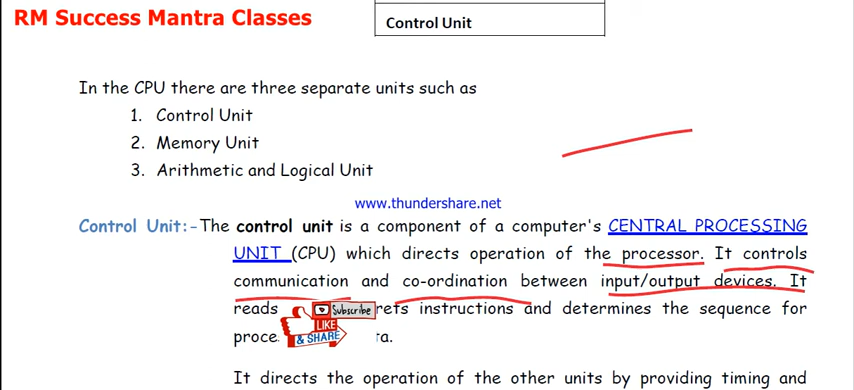 RM Success Mantra Classes
Control Unit
In the CPU there are three separate units such as
1. Control Unit
2. Memory Unit
3. Arithmetic and Logical Unit
www.thundershare.net
Control Unit:- The control unit is a component of a computer's CENTRAL PROCESSING
UNIT (CPU) which directs operation of the processor. It controls
communication and co-ordination between input/output devices. It
reads rets instructions and determines the sequence for
Subscribe
LIKE
& SHARE
proce ta.
It directs the operation of the other units by providing timing and